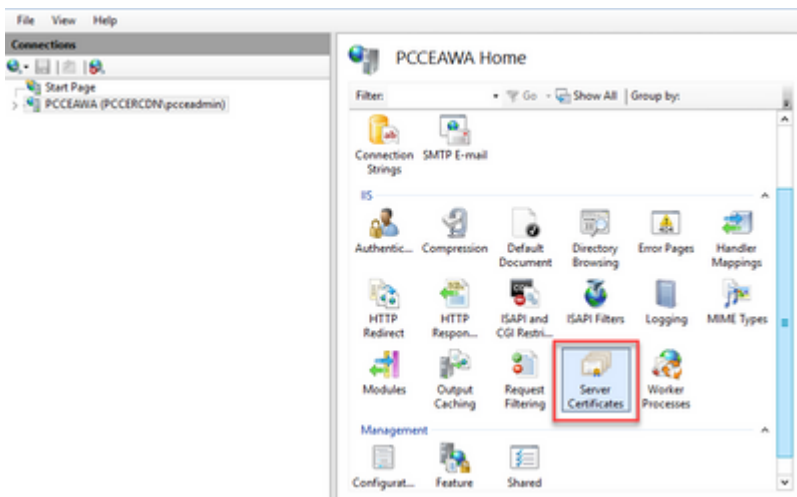 File View Help
Connections
Start Page
PCCEAWA (PCCERCDN\pcceadmin)
PCCEAWA Home
Filter: Go Show All Group by:
Connection Strings
SMTP E-mail
IIS
Authentic...
Compression
Default Document
Directory Browsing
Error Pages
Handler Mappings
HTTP Redirect
HTTP Respon...
ISAPI and CGI Restri...
ISAPI Filters
Logging
MIME Types
Modules
Output Caching
Request Filtering
Server Certificates
Worker Processes
Management
Configurat...
Feature
Shared